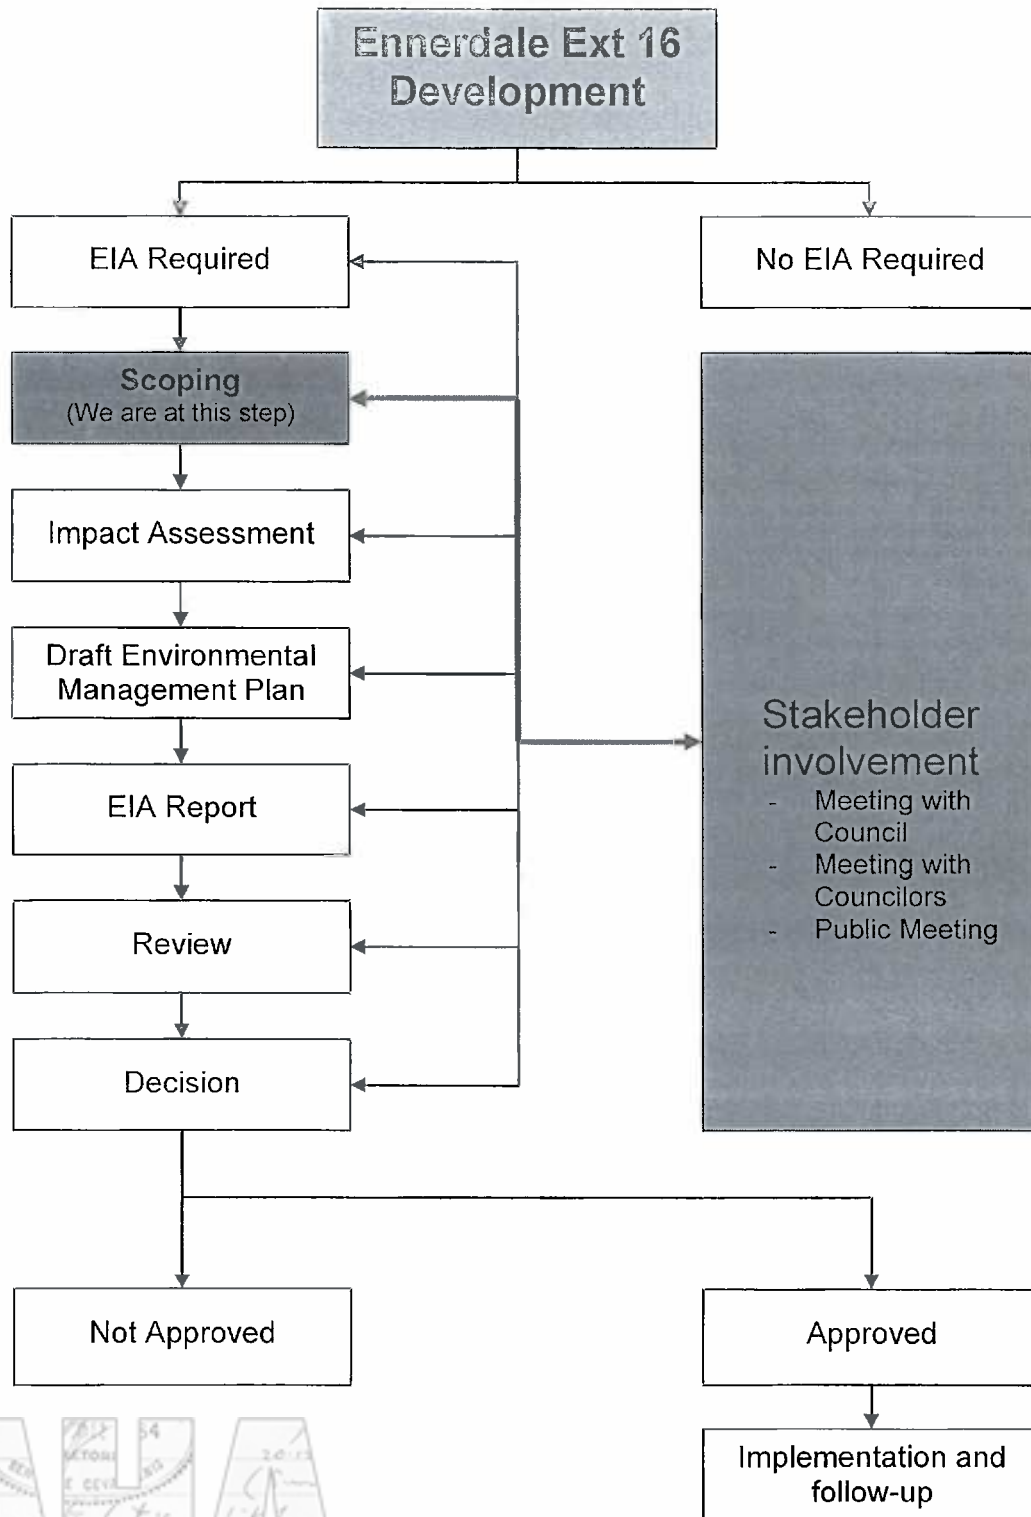 Ennerdale Ext 16
Development
EIA Required
No EIA Required
Scoping
(We are at this step)
Impact Assessment
Draft Environmental
Management Plan
EIA Report
Review
Decision
Stakeholder
involvement
- Meeting with
Council
- Meeting with
Councilors
- Public Meeting
Not Approved
Approved
Implementation and
follow-up